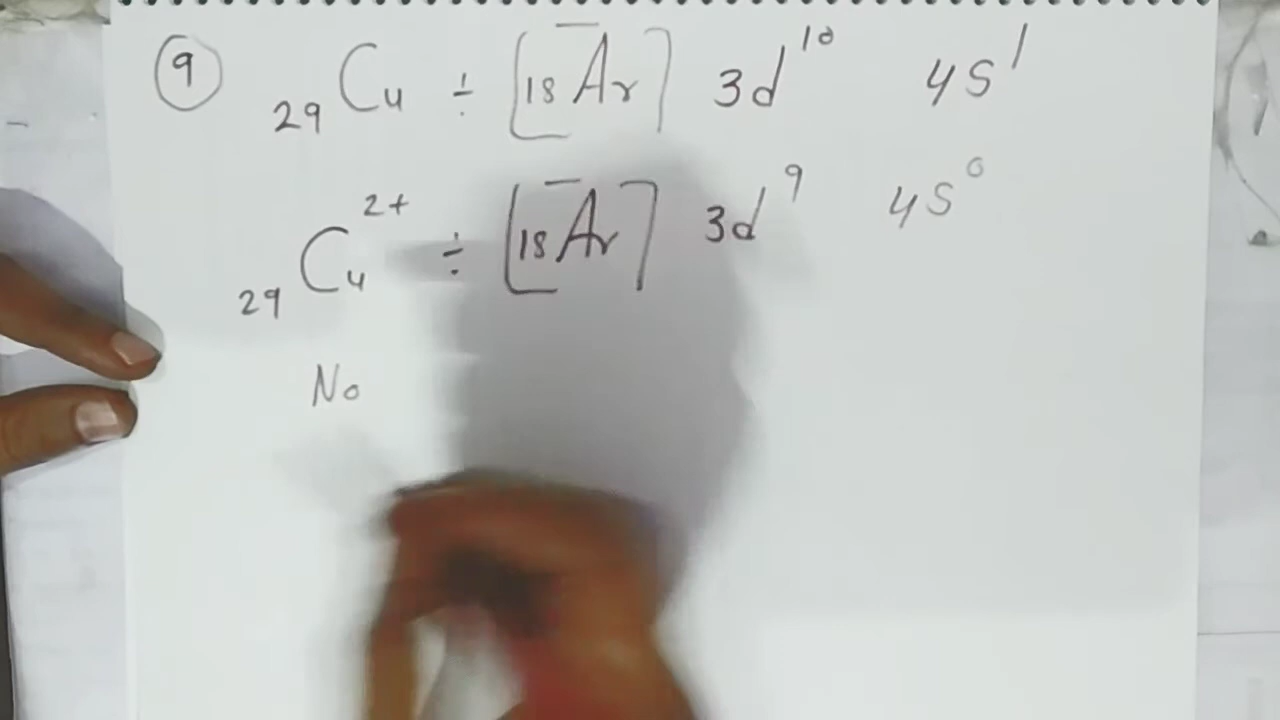 9 29Cu ÷ [18Ar] 3d10 4s1
29Cu2+ ÷ [18Ar] 3d9 4s0
No